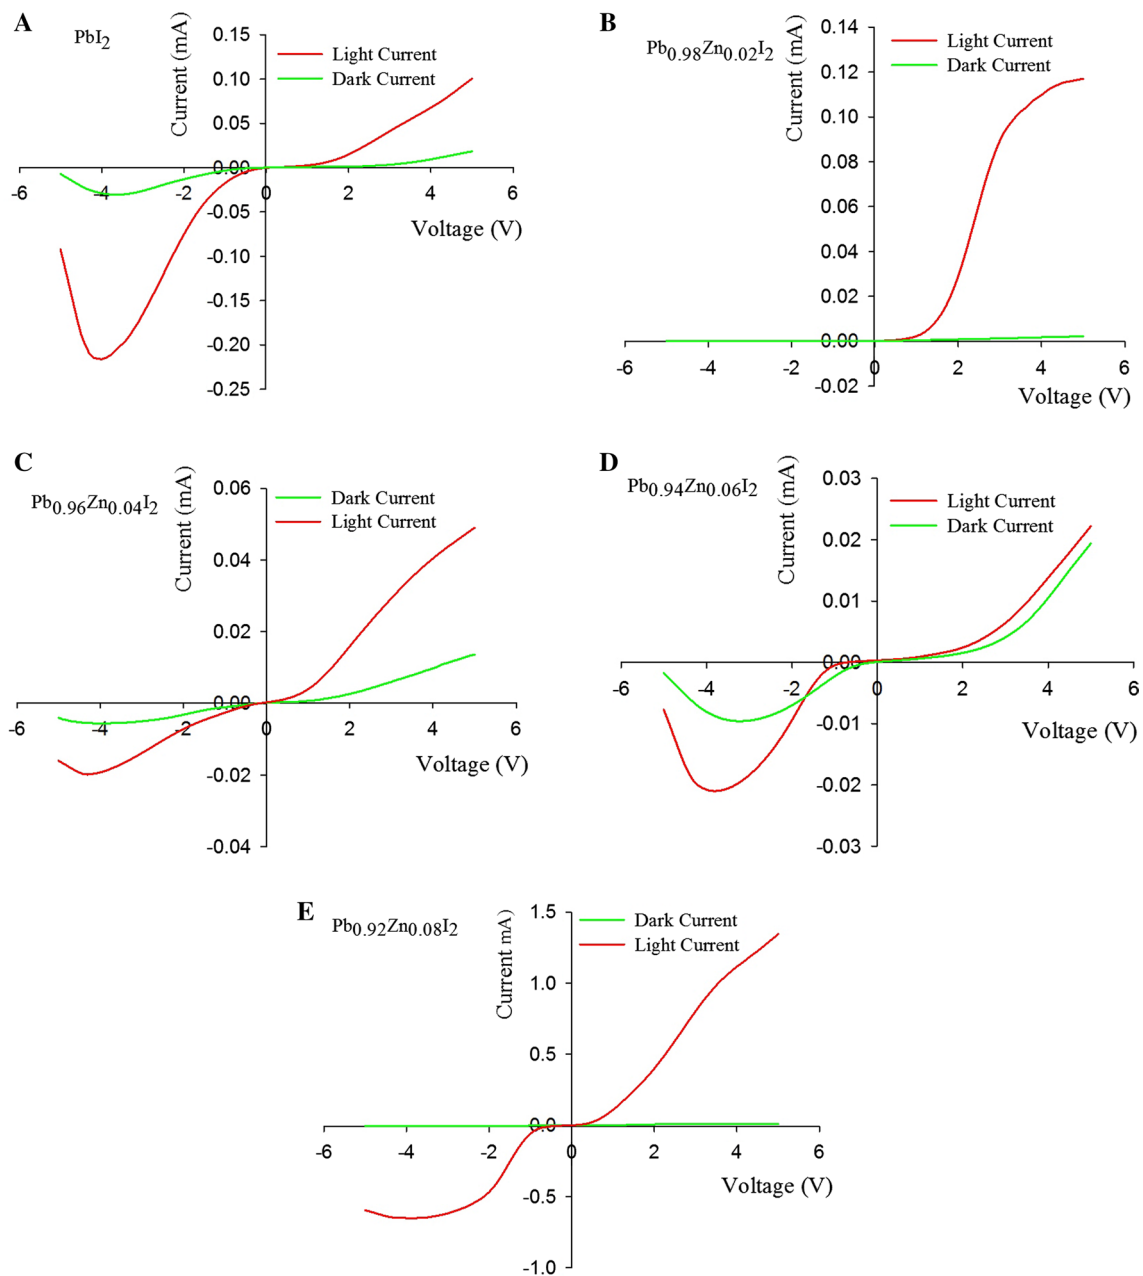 A
PbI2
Current (mA)
0.15
0.10
0.05
0.00
-0.05
-0.10
-0.15
-0.20
-0.25
-6 -4 -2 0 2 4 6
Voltage (V)
Light Current
Dark Current
B
Pb0.98Zn0.02I2
Current (mA)
0.14
0.12
0.10
0.08
0.06
0.04
0.02
0.00
-0.02
-6 -4 -2 0 2 4 6
Voltage (V)
Light Current
Dark Current
C
Pb0.96Zn0.04I2
Current (mA)
0.06
0.04
0.02
0.00
-0.02
-0.04
-6 -4 -2 0 2 4 6
Voltage (V)
Dark Current
Light Current
D
Pb0.94Zn0.06I2
Current (mA)
0.03
0.02
0.01
0.00
-0.01
-0.02
-0.03
-6 -4 -2 0 2 4 6
Voltage (V)
Light Current
Dark Current
E
Pb0.92Zn0.08I2
Current mA)
1.5
1.0
0.5
0.0
-0.5
-1.0
-6 -4 -2 0 2 4 6
Voltage (V)
Dark Current
Light Current